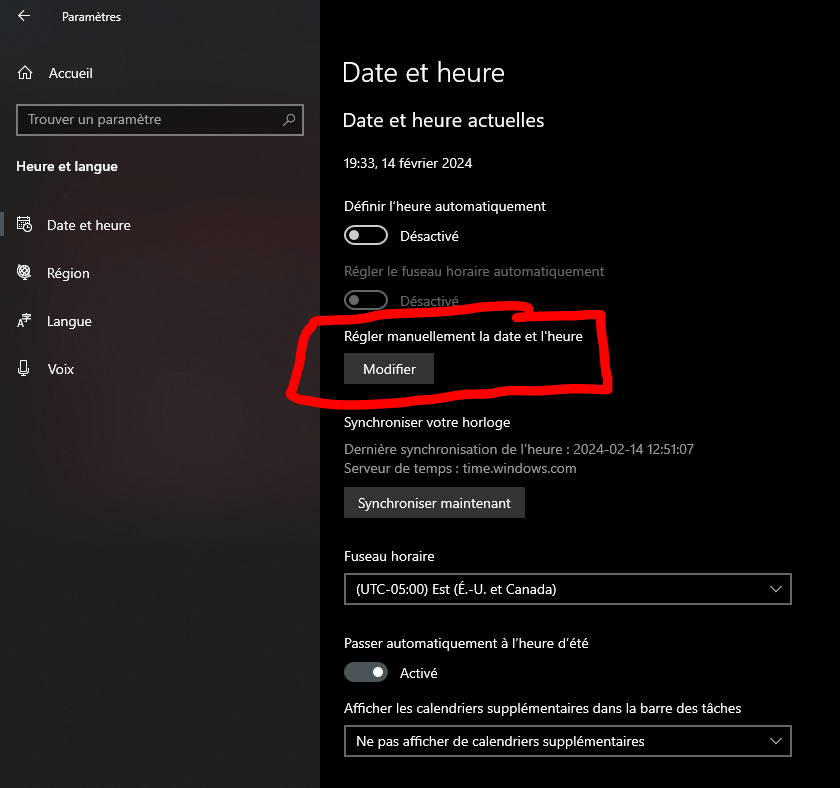 Paramètres
Accueil
Trouver un paramètre
Heure et langue
Date et heure
Région
Langue
Voix
Date et heure
Date et heure actuelles
19:33, 14 février 2024
Définir l’heure automatiquement
Désactivé
Régler le fuseau horaire automatiquement
Désactivé
Régler manuellement la date et l'heure
Modifier
Synchroniser votre horloge
Dernière synchronisation de l'heure : 2024-02-14 12:51:07
Serveur de temps : time.windows.com
Synchroniser maintenant
Fuseau horaire
(UTC-05:00) Est (É.-U. et Canada)
Passer automatiquement à l’heure d’été
Activé
Afficher les calendriers supplémentaires dans la barre des tâches
Ne pas afficher de calendriers supplémentaires